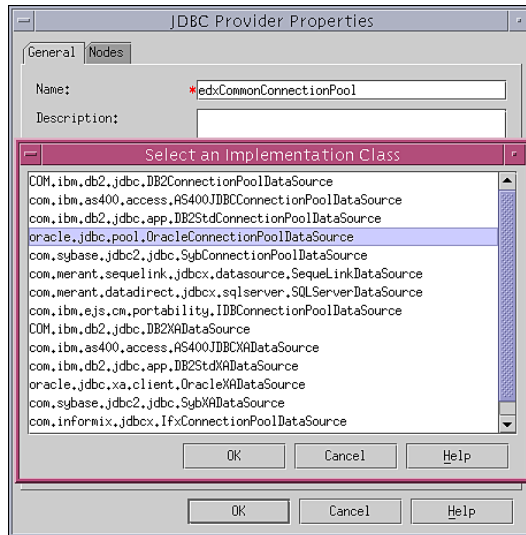 JDBC Provider Properties
General Nodes
Name: *edxCommonConnectionPool
Description:
Select an Implementation Class
COM.ibm.db2.jdbc.DB2ConnectionPoolDataSource
com.ibm.as400.access.AS400JDBCConnectionPoolDataSource
com.ibm.db2.jdbc.app.DB2StdConnectionPoolDataSource
oracle.jdbc.pool.OracleConnectionPoolDataSource
com.sybase.jdbc2.jdbc.SybConnectionPoolDataSource
com.merant.sequelink.jdbcx.datasource.SequeLinkDataSource
com.merant.datadirect.jdbcx.sqlserver.SQLServerDataSource
com.ibm.ejs.cm.portability.IDBConnectionPoolDataSource
COM.ibm.db2.jdbc.DB2XADataSource
com.ibm.as400.access.AS400JDBCXADataSource
com.ibm.db2.jdbc.app.DB2StdXADataSource
oracle.jdbc.xa.client.OracleXADataSource
com.sybase.jdbc2.jdbc.SybXADataSource
com.informix.jdbcx.IfxConnectionPoolDataSource
OK Cancel Help
OK Cancel Help